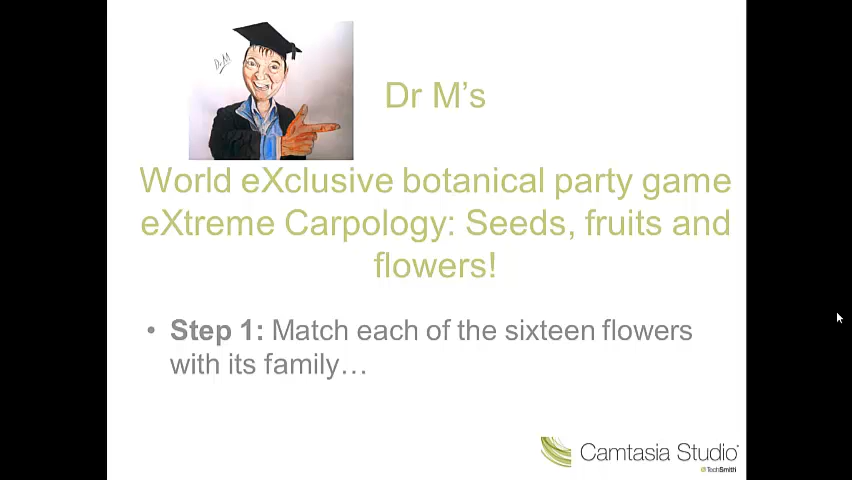 Dr M
Dr M's
World eXclusive botanical party game
eXtreme Carpology: Seeds, fruits and
flowers!
• Step 1: Match each of the sixteen flowers
with its family…
Camtasia Studio
TechSmith